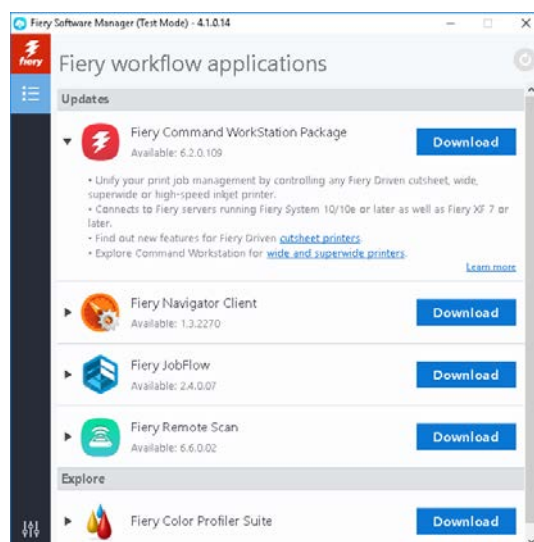 Fiery Software Manager (Test Mode) - 4.1.0.14
fiery
Fiery workflow applications
Updates
Fiery Command WorkStation Package
Available: 6.2.0.109
Download
• Unify your print job management by controlling any Fiery Driven cutsheet, wide,
superwide or high-speed inkjet printer.
• Connects to Fiery servers running Fiery System 10/10e or later as well as Fiery XF 7 or
later.
• Find out new features for Fiery Driven cutsheet printers.
• Explore Command Workstation for wide and superwide printers.
Learn more
Fiery Navigator Client
Available: 1.3.2270
Download
Fiery JobFlow
Available: 2.4.0.07
Download
Fiery Remote Scan
Available: 6.6.0.02
Download
Explore
Fiery Color Profiler Suite
Download